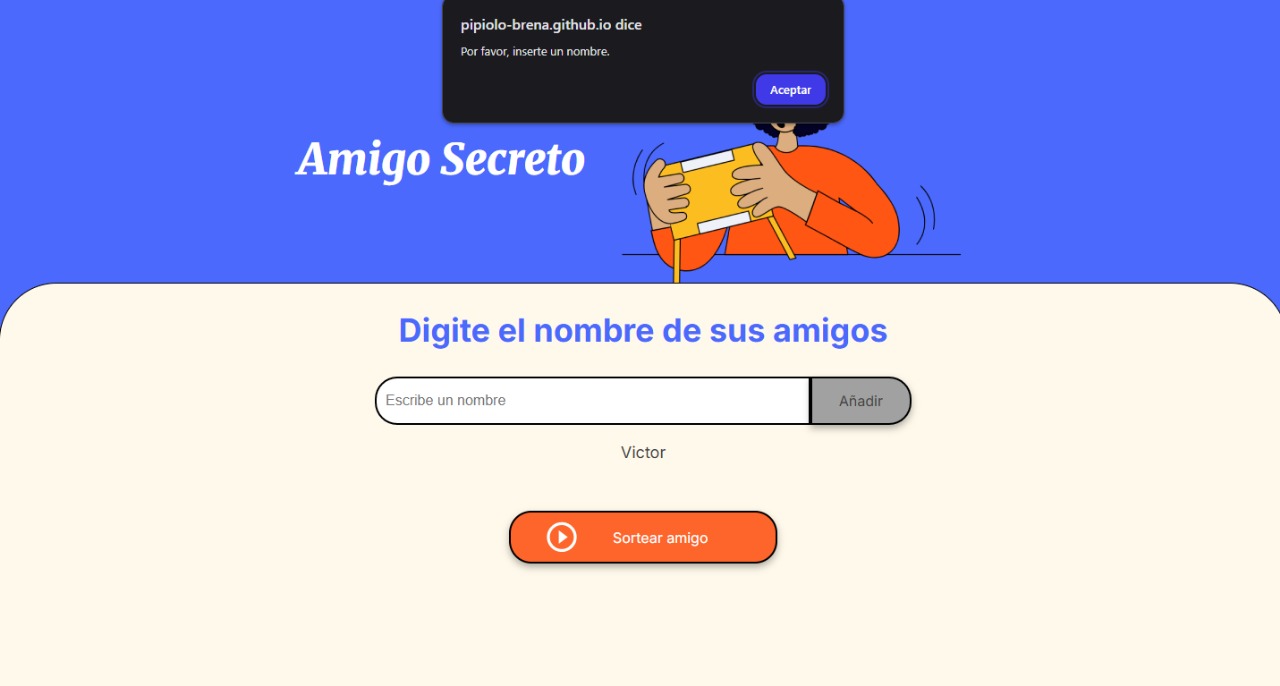 pipiolo-brena.github.io dice
Por favor, inserte un nombre.
Aceptar
Amigo Secreto
Digite el nombre de sus amigos
Escribe un nombre
Añadir
Victor
Sortear amigo